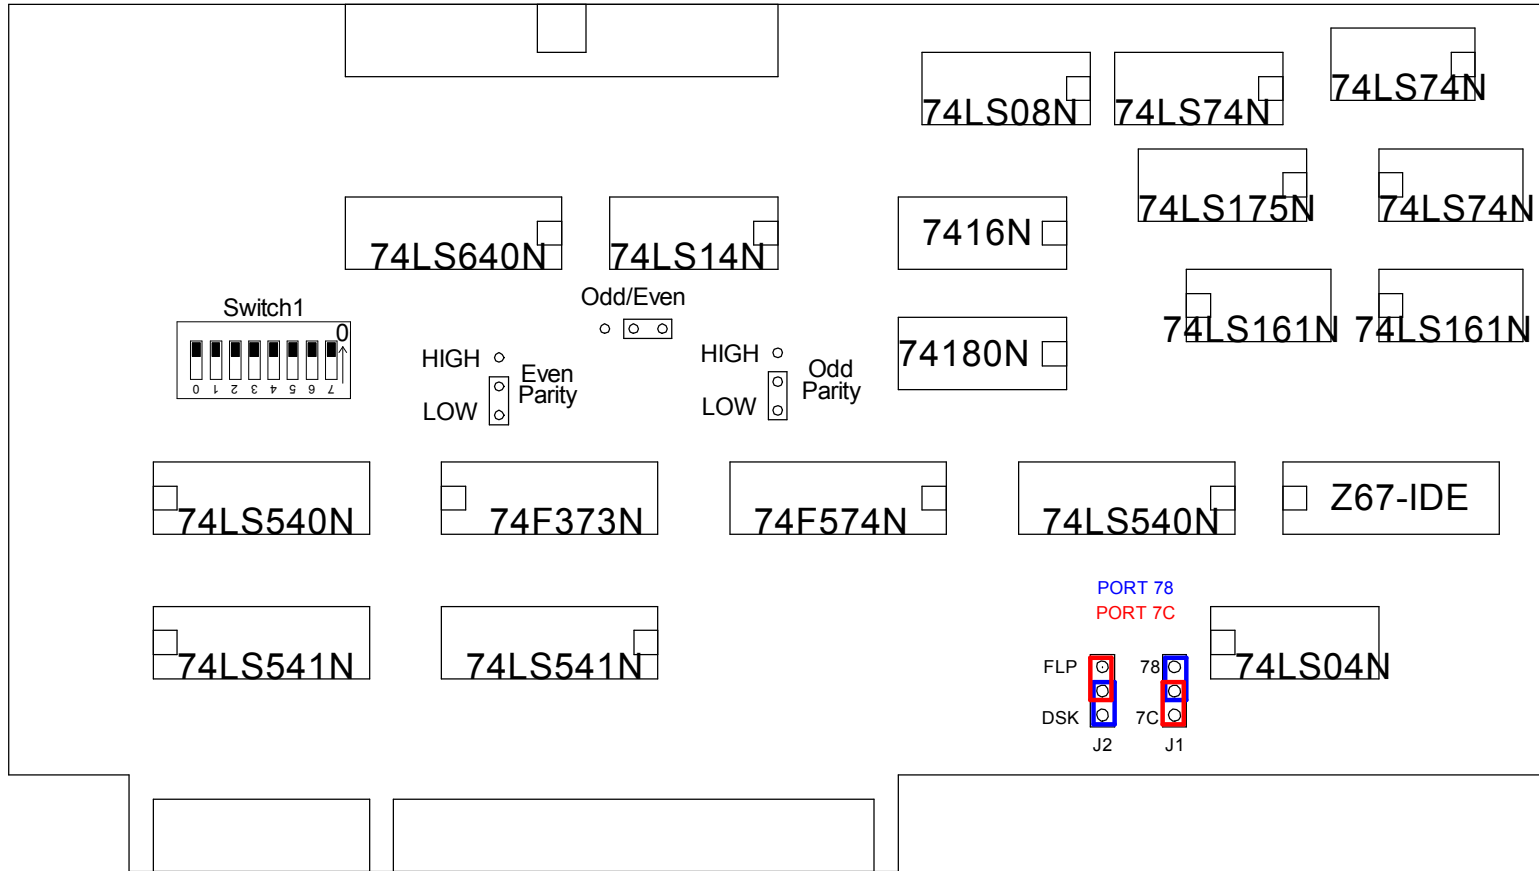 74LS08N
74LS74N
74LS74N
74LS175N
74LS74N
74LS640N
74LS14N
7416N
74LS161N
74LS161N
Switch1
0
0 1 2 3 4 5 6 7
Odd/Even
HIGH
Even
Parity
LOW
HIGH
Odd
Parity
LOW
74180N
74LS540N
74F373N
74F574N
74LS540N
Z67-IDE
PORT 78
PORT 7C
74LS541N
74LS541N
74LS04N
FLP
78
DSK
7C
J2
J1